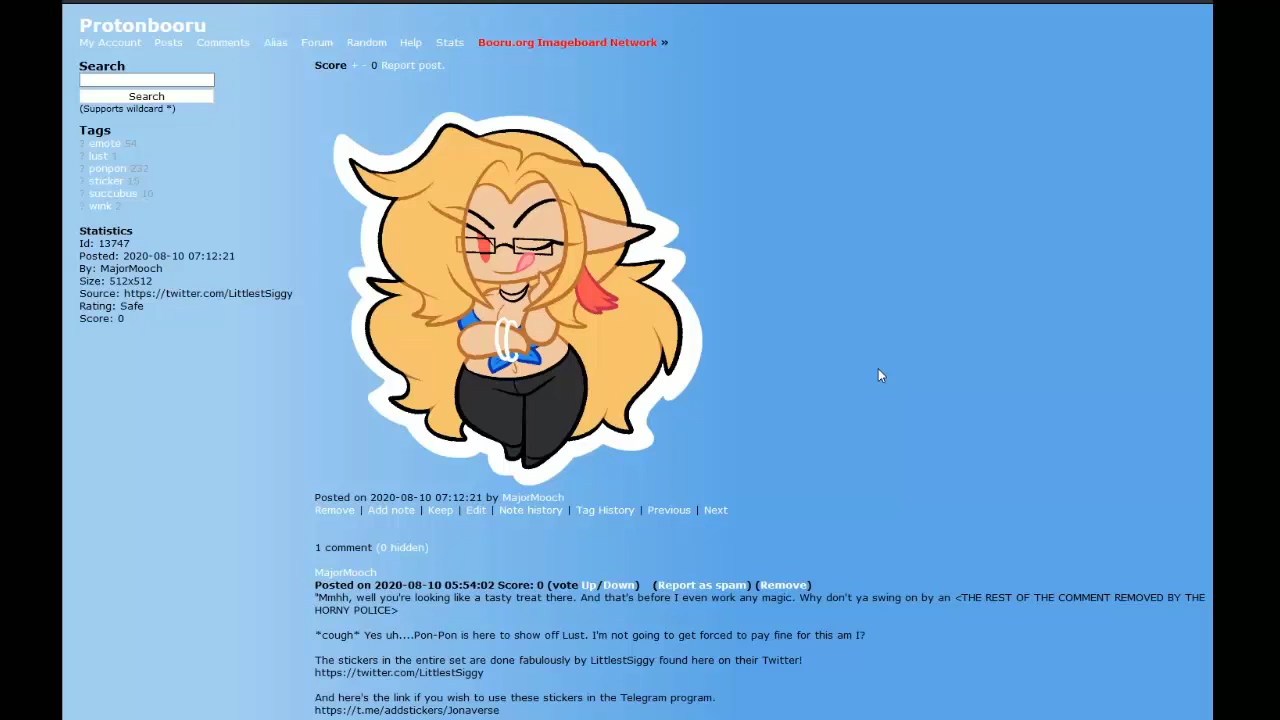 Protonbooru
My Account Posts Comments Alias Forum Random Help Stats Booru.org Imageboard Network »
Search
Search
(Supports wildcard *)
Tags
? emote 54
? lust 1
? ponpon 232
? sticker 15
? succubus 10
? wink 2
Statistics
Id: 13747
Posted: 2020-08-10 07:12:21
By: MajorMooch
Size: 512x512
Source: https://twitter.com/LittlestSiggy
Rating: Safe
Score: 0
Score + - 0 Report post.
Posted on 2020-08-10 07:12:21 by MajorMooch
Remove | Add note | Keep | Edit | Note history | Tag History | Previous | Next
1 comment (0 hidden)
MajorMooch
Posted on 2020-08-10 05:54:02 Score: 0 (vote Up/Down) (Report as spam) (Remove)
"Mmhh, well you're looking like a tasty treat there. And that's before I even work any magic. Why don't ya swing on by an <THE REST OF THE COMMENT REMOVED BY THE
HORNY POLICE>
*cough* Yes uh....Pon-Pon is here to show off Lust. I'm not going to get forced to pay fine for this am I?
The stickers in the entire set are done fabulously by LittlestSiggy found here on their Twitter!
https://twitter.com/LittlestSiggy
And here's the link if you wish to use these stickers in the Telegram program.
https://t.me/addstickers/Jonaverse